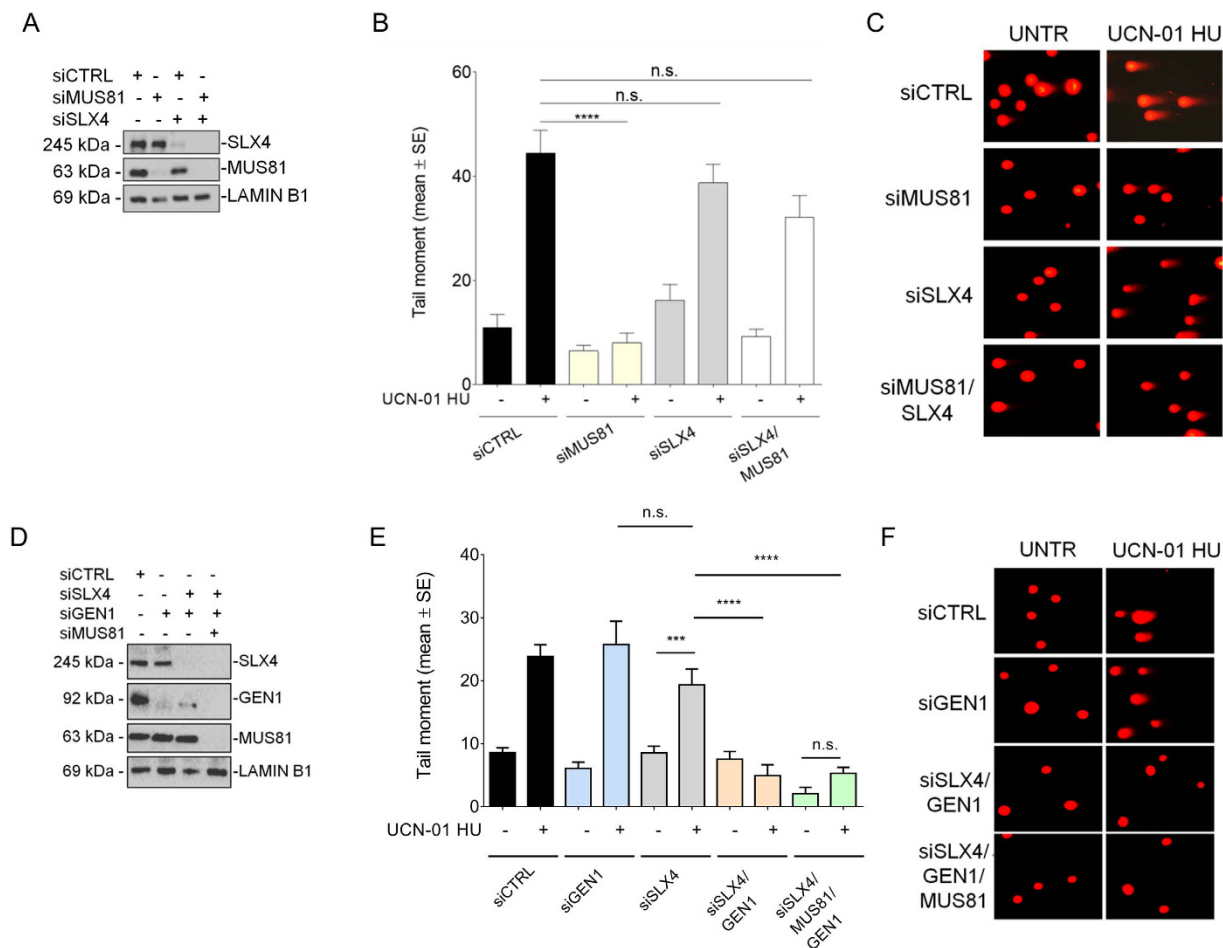 A
siCTRL + - + -
siMUS81 - + - +
siSLX4 - - + +
245 kDa - -SLX4
63 kDa - -MUS81
69 kDa - -LAMIN B1
B
Tail moment (mean ± SE)
60
40
20
0
n.s.
n.s.
****
UCN-01 HU - + - + - + - +
siCTRL
siMUS81
siSLX4
siSLX4/
MUS81
C
UNTR UCN-01 HU
siCTRL
siMUS81
siSLX4
siMUS81/
SLX4
D
siCTRL + - - -
siSLX4 - - + +
siGEN1 - + + +
siMUS81 - - - +
245 kDa - -SLX4
92 kDa - -GEN1
63 kDa - -MUS81
69 kDa - -LAMIN B1
E
Tail moment (mean ± SE)
40
30
20
10
0
n.s.
****
****
***
n.s.
UCN-01 HU - + - + - + - + - +
siCTRL
siGEN1
siSLX4
siSLX4/
GEN1
siSLX4/
MUS81/
GEN1
F
UNTR UCN-01 HU
siCTRL
siGEN1
siSLX4/
GEN1
siSLX4/
GEN1/
MUS81